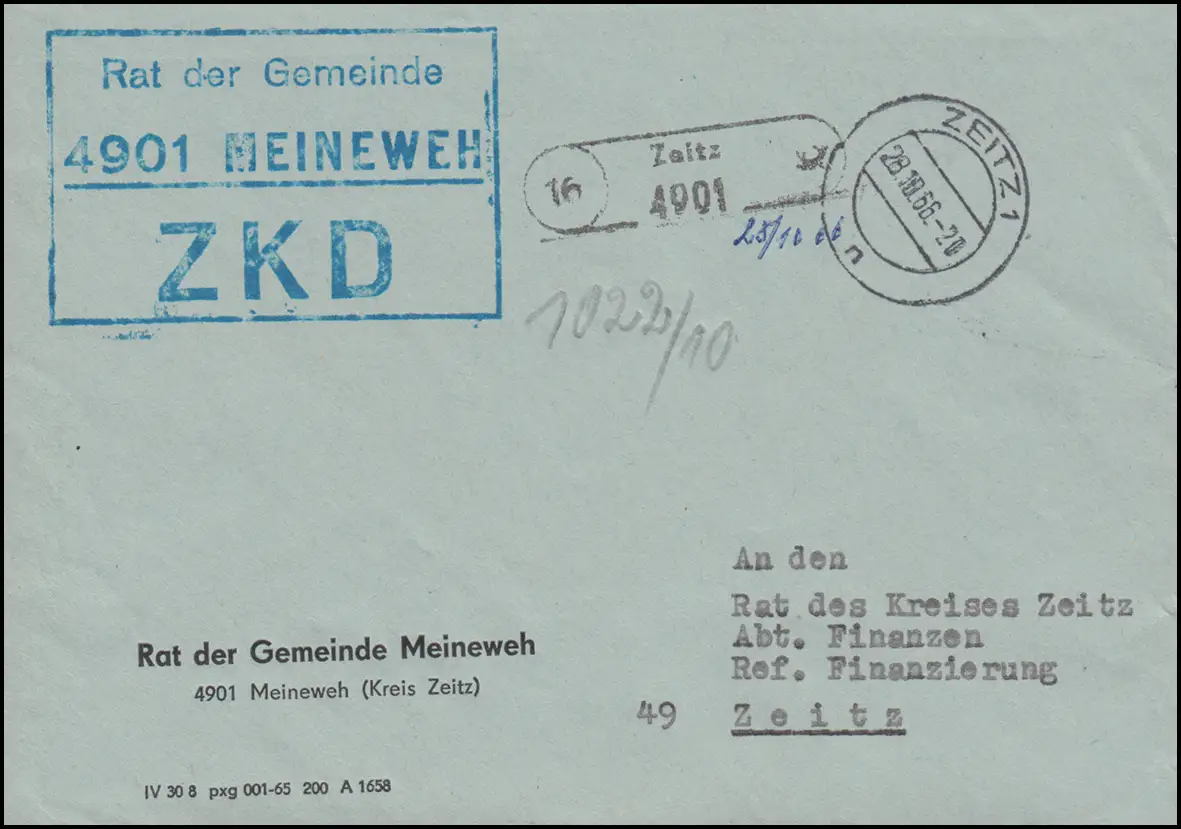 Rat der Gemeinde
4901 MEINEWEH
ZKD
16
Zeitz
4901
ZEITZ 1
28.10.66-20
n
25/10 66
1022/10
An den
Rat des Kreises Zeitz
Abt. Finanzen
Ref. Finanzierung
49 Zeitz
Rat der Gemeinde Meineweh
4901 Meineweh (Kreis Zeitz)
IV 30 8 pxg 001-65 200 A 1658